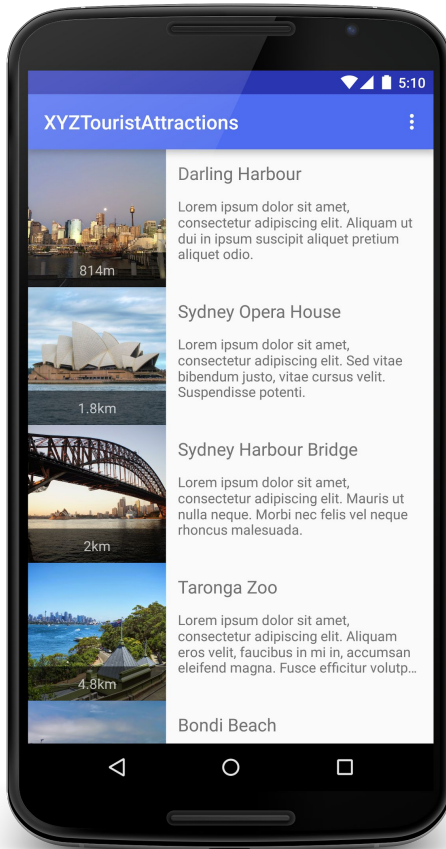 5:10
XYZTouristAttractions
Darling Harbour
Lorem ipsum dolor sit amet,
consectetur adipiscing elit. Aliquam ut
dui in ipsum suscipit aliquet pretium
aliquet odio.
814m
Sydney Opera House
Lorem ipsum dolor sit amet,
consectetur adipiscing elit. Sed vitae
bibendum justo, vitae cursus velit.
Suspendisse potenti.
1.8km
Sydney Harbour Bridge
Lorem ipsum dolor sit amet,
consectetur adipiscing elit. Mauris ut
nulla neque. Morbi nec felis vel neque
rhoncus malesuada.
2km
Taronga Zoo
Lorem ipsum dolor sit amet,
consectetur adipiscing elit. Aliquam
eros velit, faucibus in mi in, accumsan
eleifend magna. Fusce efficitur volutp…
4.8km
Bondi Beach